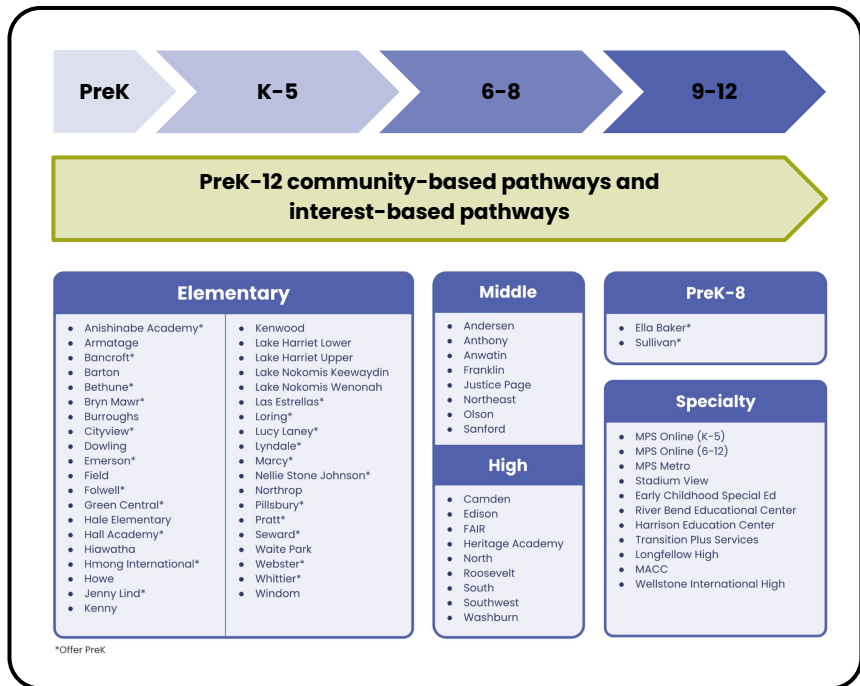 PreK
K-5
6-8
9-12
PreK-12 community-based pathways and
interest-based pathways
Elementary
• Anishinabe Academy*
• Armatage
• Bancroft*
• Barton
• Bethune*
• Bryn Mawr*
• Burroughs
• Cityview*
• Dowling
• Emerson*
• Field
• Folwell*
• Green Central*
• Hale Elementary
• Hall Academy*
• Hiawatha
• Hmong International*
• Howe
• Jenny Lind*
• Kenny
• Kenwood
• Lake Harriet Lower
• Lake Harriet Upper
• Lake Nokomis Keewaydin
• Lake Nokomis Wenonah
• Las Estrellas*
• Loring*
• Lucy Laney*
• Lyndale*
• Marcy*
• Nellie Stone Johnson*
• Northrop
• Pillsbury*
• Pratt*
• Seward*
• Waite Park
• Webster*
• Whittier*
• Windom
Middle
• Andersen
• Anthony
• Anwatin
• Franklin
• Justice Page
• Northeast
• Olson
• Sanford
High
• Camden
• Edison
• FAIR
• Heritage Academy
• North
• Roosevelt
• South
• Southwest
• Washburn
PreK-8
• Ella Baker*
• Sullivan*
Specialty
• MPS Online (K-5)
• MPS Online (6-12)
• MPS Metro
• Stadium View
• Early Childhood Special Ed
• River Bend Educational Center
• Harrison Education Center
• Transition Plus Services
• Longfellow High
• MACC
• Wellstone International High
*Offer PreK